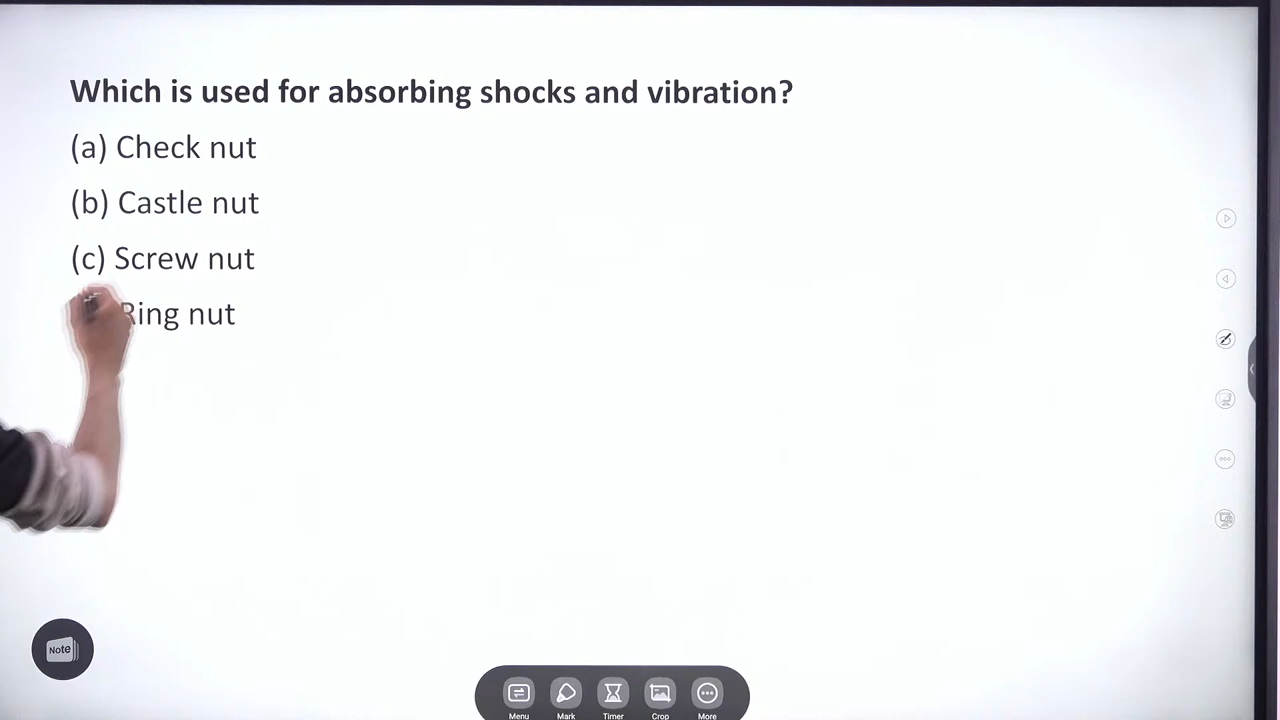 Which is used for absorbing shocks and vibration?
(a) Check nut
(b) Castle nut
(c) Screw nut
Ring nut
Note
Menu Mark Timer Crop More